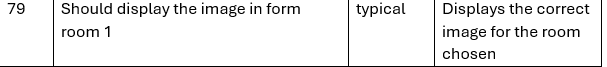 79 Should display the image in form typical Displays the correct
room 1 image for the room
chosen